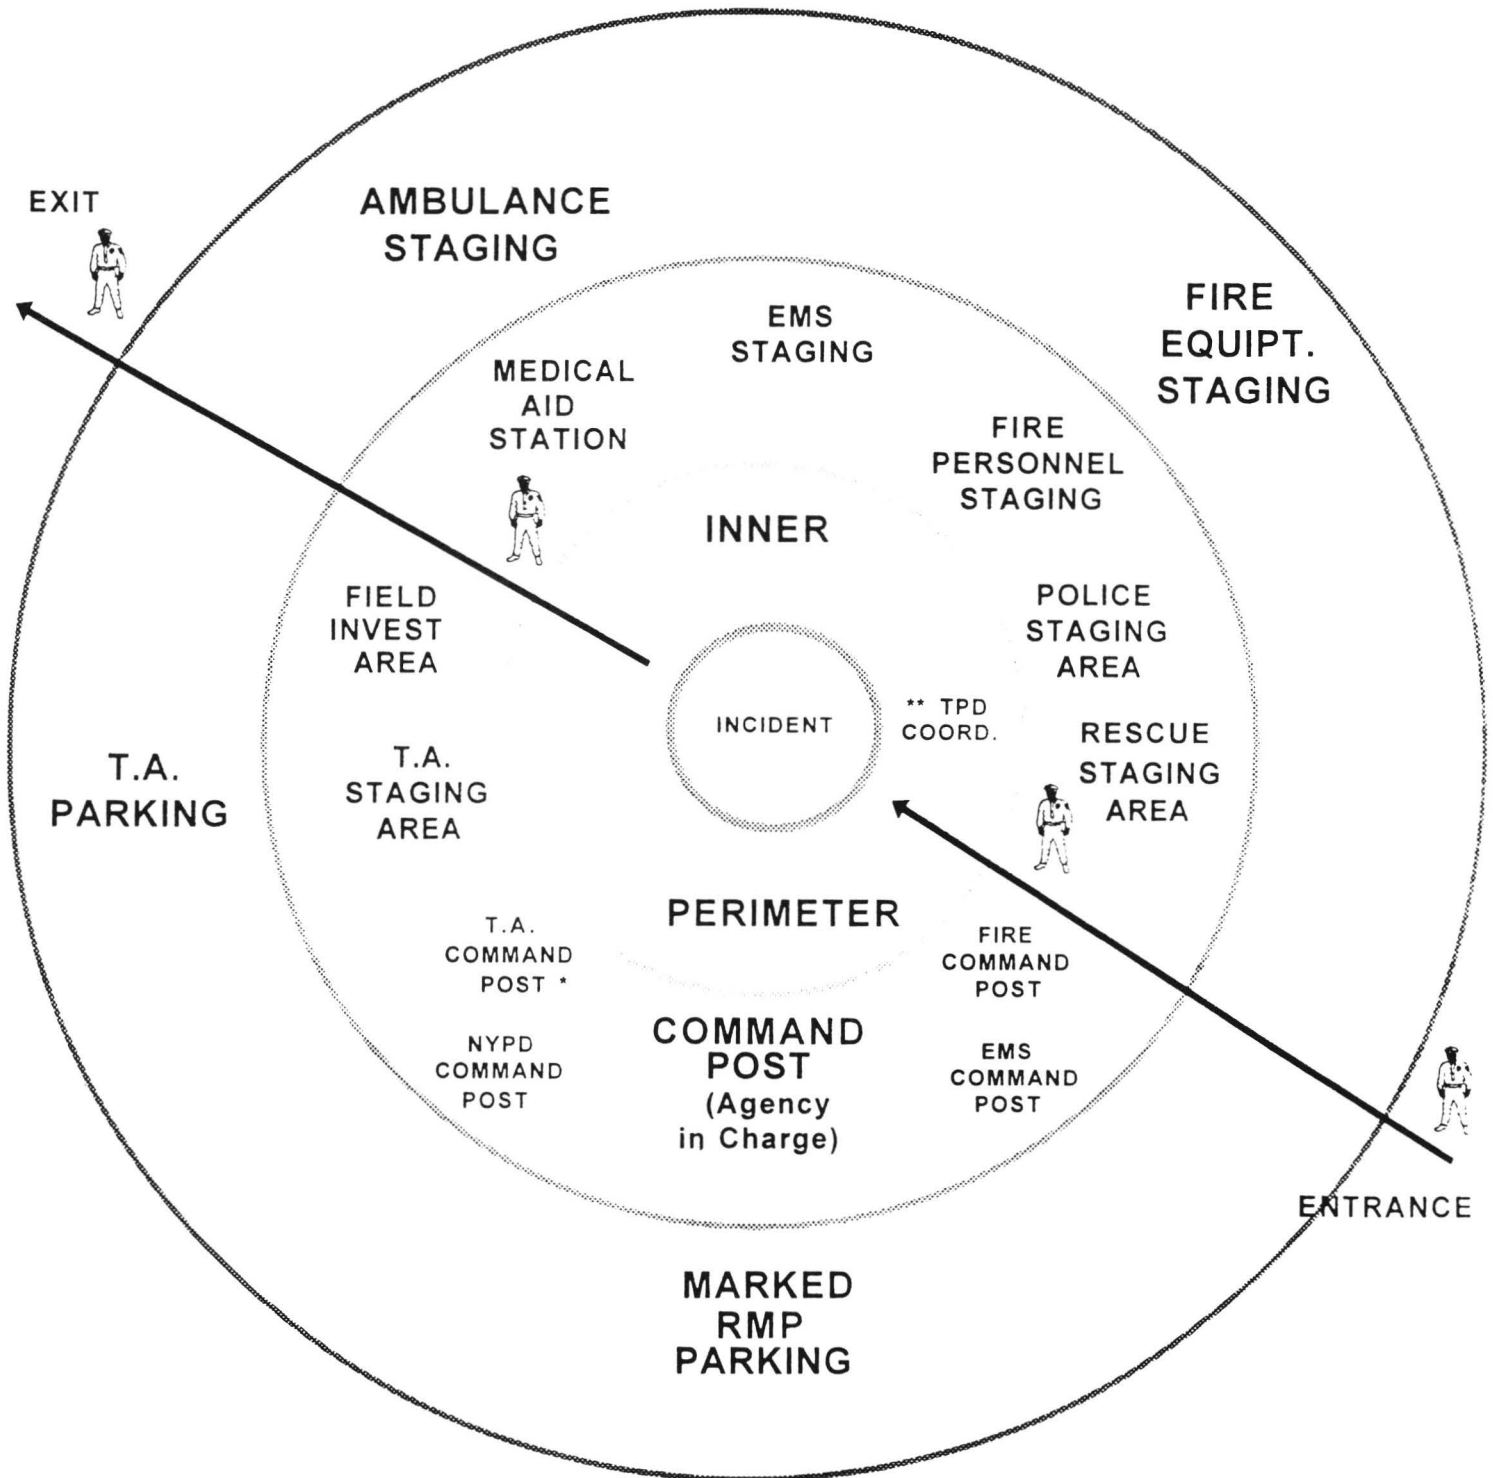 EXIT
AMBULANCE
STAGING
FIRE
EQUIPT.
STAGING
EMS
STAGING
MEDICAL
AID
STATION
FIRE
PERSONNEL
STAGING
INNER
FIELD
INVEST
AREA
POLICE
STAGING
AREA
INCIDENT
** TPD
COORD.
RESCUE
STAGING
AREA
T.A.
PARKING
T.A.
STAGING
AREA
PERIMETER
T.A.
COMMAND
POST *
FIRE
COMMAND
POST
NYPD
COMMAND
POST
COMMAND
POST
(Agency
in Charge)
EMS
COMMAND
POST
ENTRANCE
MARKED
RMP
PARKING